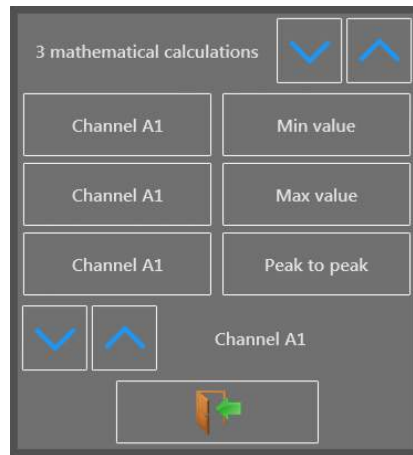 3 mathematical calculations
Channel A1 Min value
Channel A1 Max value
Channel A1 Peak to peak
Channel A1